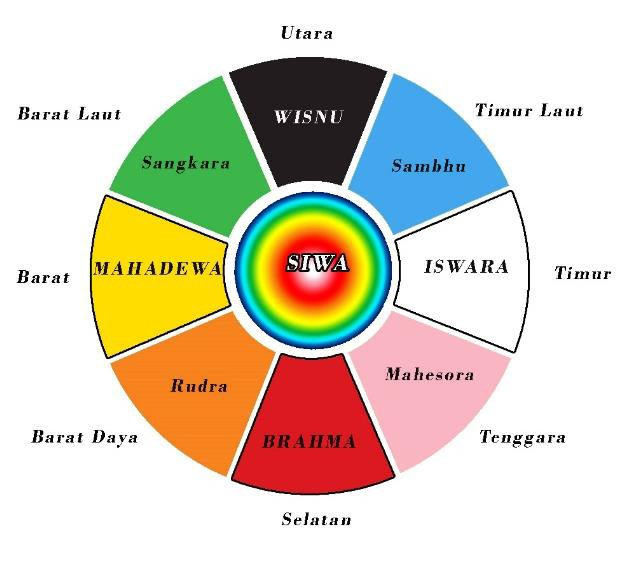 Utara
Barat Laut
WISNU
Timur Laut
Sangkara
Sambhu
Barat
MAHADEWA
SIWA
ISWARA
Timur
Rudra
Mahesora
Barat Daya
BRAHMA
Tenggara
Selatan